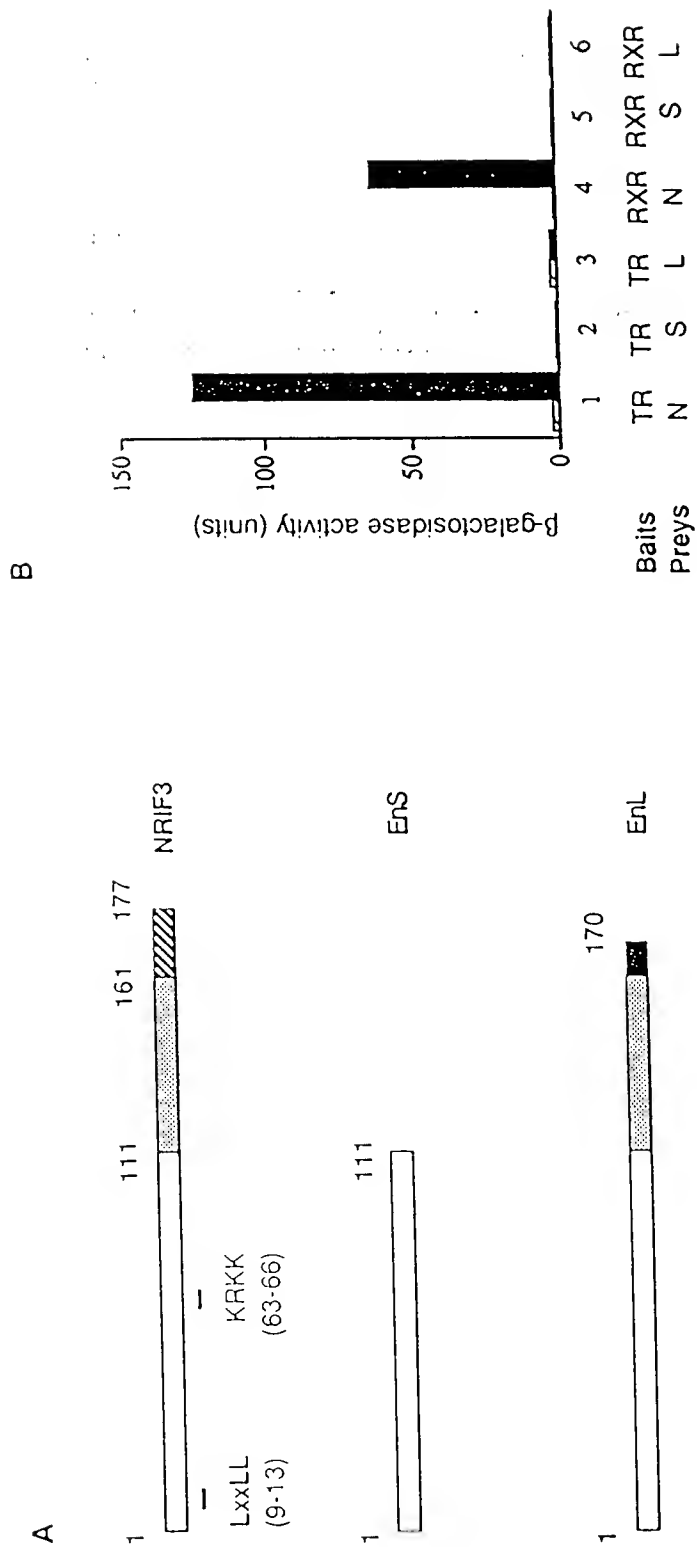 A
1
111
161
177
NRIF3
LxxLL
(9-13)
KRKK
(63-66)
1
111
EnS
1
170
EnL
B
β-galactosidase activity (units)
150
100
50
0
1 2 3 4 5 6
Baits TR TR TR RXR RXR RXR
Preys N S L N S L